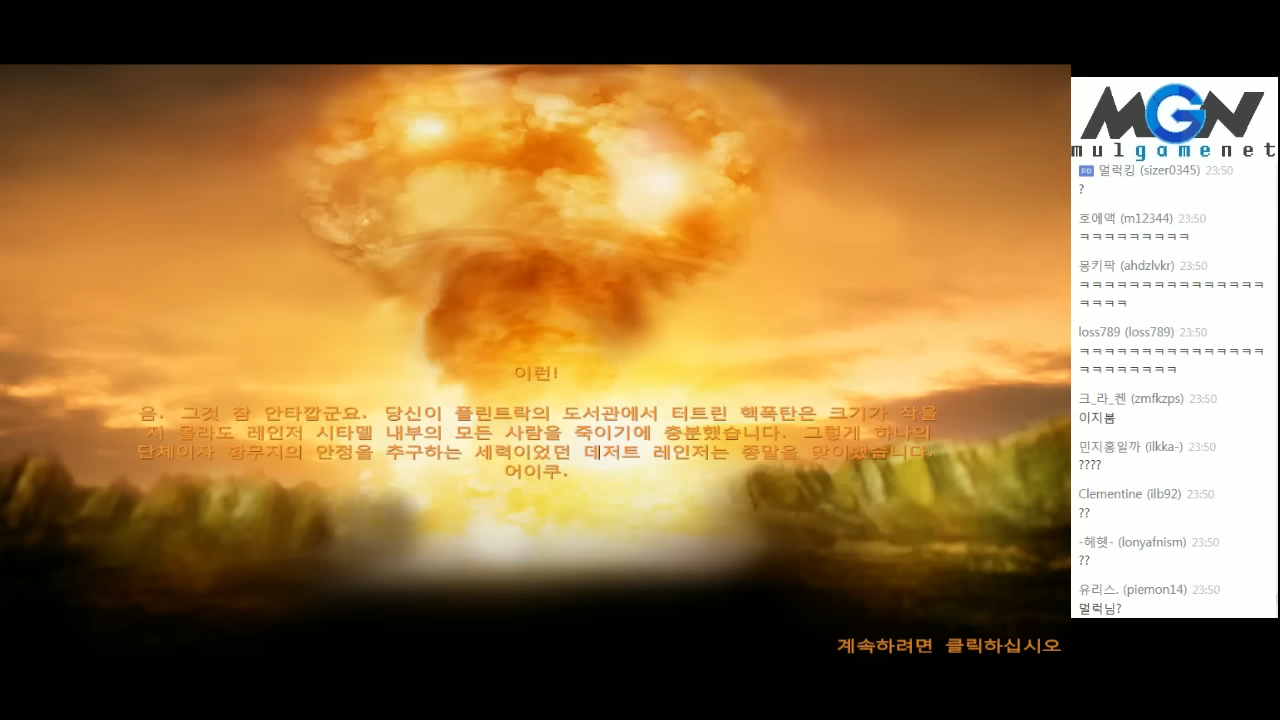 이런!
음. 그것 참 안타깝군요. 당신이 플린트락의 도서관에서 터트린 핵폭탄은 크기가 작을
지 몰라도 레인저 시타델 내부의 모든 사람을 죽이기에 충분했습니다. 그렇게 하나의
단체이자 황무지의 안정을 추구하는 세력이었던 데저트 레인저는 종말을 맞이했습니다.
어이쿠.
계속하려면 클릭하십시오
MGN
mulgamenet
PD 멀럭킹 (sizer0345) 23:50
?
호에액 (m12344) 23:50
ㅋㅋㅋㅋㅋㅋㅋㅋㅋ
몽키팍 (ahdzlvkr) 23:50
ㅋㅋㅋㅋㅋㅋㅋㅋㅋㅋㅋㅋㅋㅋㅋ
ㅋㅋㅋㅋ
loss789 (loss789) 23:50
ㅋㅋㅋㅋㅋㅋㅋㅋㅋㅋㅋㅋㅋㅋㅋ
ㅋㅋㅋㅋㅋㅋㅋㅋ
크_라_켄 (zmfkzps) 23:50
이지봄
민지홍일까 (ilkka-) 23:50
????
Clementine (ilb92) 23:50
??
-헤헷- (lonyafnism) 23:50
??
유리스. (piemon14) 23:50
멀럭님?